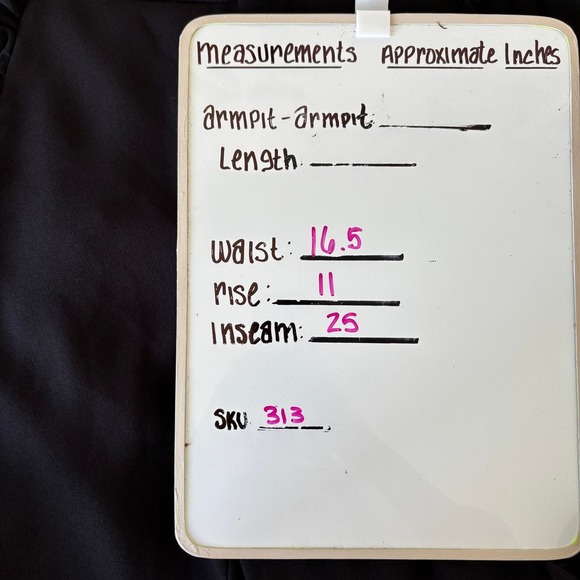 measurements Approximate Inches
armpit-armpit:
Length
waist: 16.5
rise: 11
Inseam: 25
SKU 313